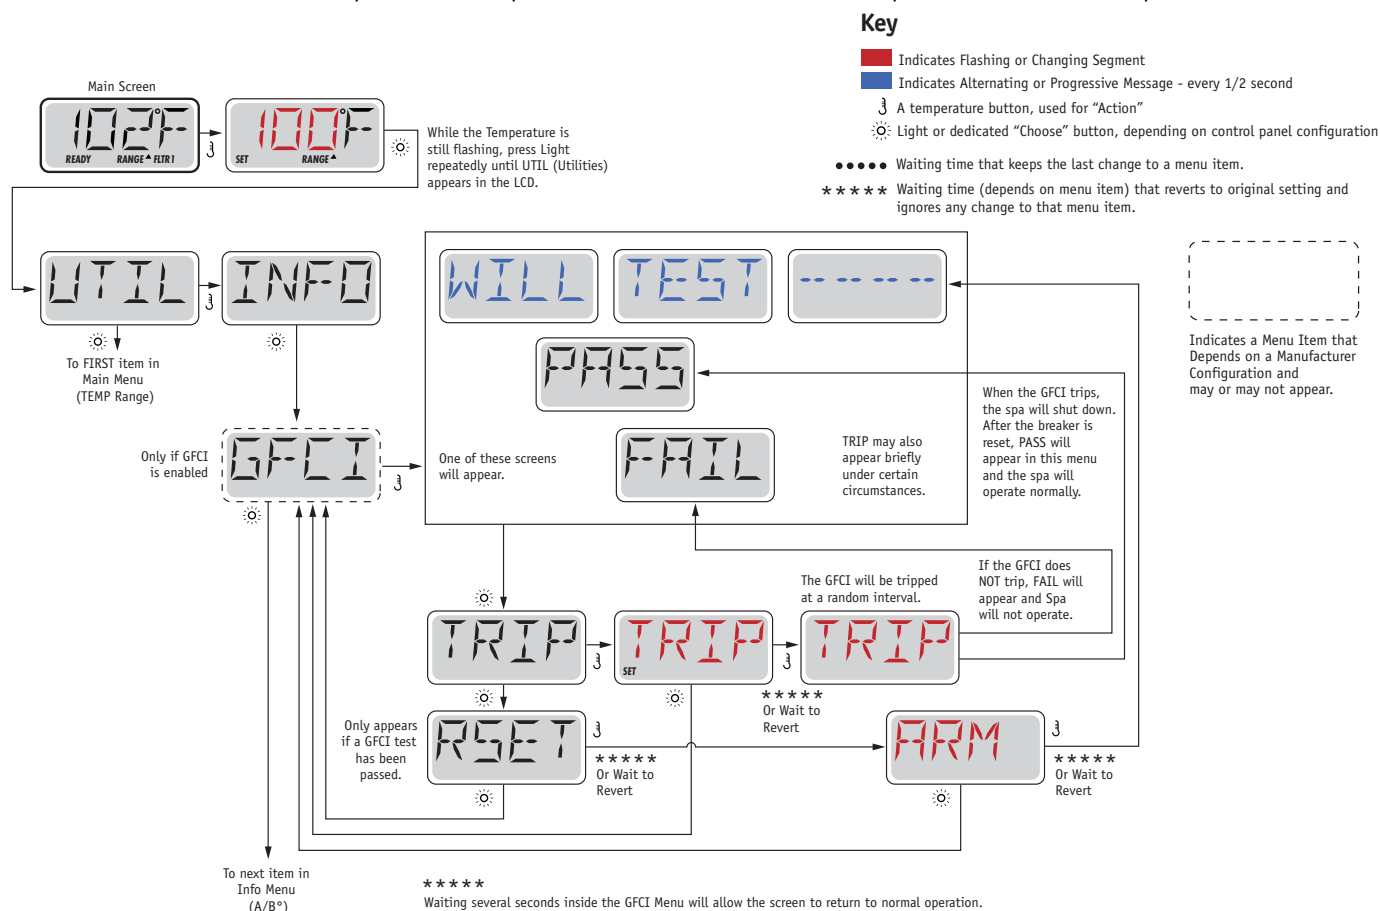 Key
Indicates Flashing or Changing Segment
Indicates Alternating or Progressive Message - every 1/2 second
A temperature button, used for “Action”
Light or dedicated “Choose” button, depending on control panel configuration
Waiting time that keeps the last change to a menu item.
***** Waiting time (depends on menu item) that reverts to original setting and
ignores any change to that menu item.
Main Screen
102°F
READY RANGE FLTR1
100°F
SET RANGE
While the Temperature is
still flashing, press Light
repeatedly until UTIL (Utilities)
appears in the LCD.
UTIL
INFO
To FIRST item in
Main Menu
(TEMP Range)
WILL
TEST
-- -- -- --
PASS
FAIL
One of these screens
will appear.
TRIP may also
appear briefly
under certain
circumstances.
When the GFCI trips,
the spa will shut down.
After the breaker is
reset, PASS will
appear in this menu
and the spa will
operate normally.
Indicates a Menu Item that
Depends on a Manufacturer
Configuration and
may or may not appear.
Only if GFCI
is enabled
GFCI
The GFCI will be tripped
at a random interval.
If the GFCI does
NOT trip, FAIL will
appear and Spa
will not operate.
TRIP
TRIP
SET
TRIP
*****
Or Wait to
Revert
Only appears
if a GFCI test
has been
passed.
RSET
*****
Or Wait to
Revert
ARM
*****
Or Wait to
Revert
To next item in
Info Menu
(A/B°)
*****
Waiting several seconds inside the GFCI Menu will allow the screen to return to normal operation.